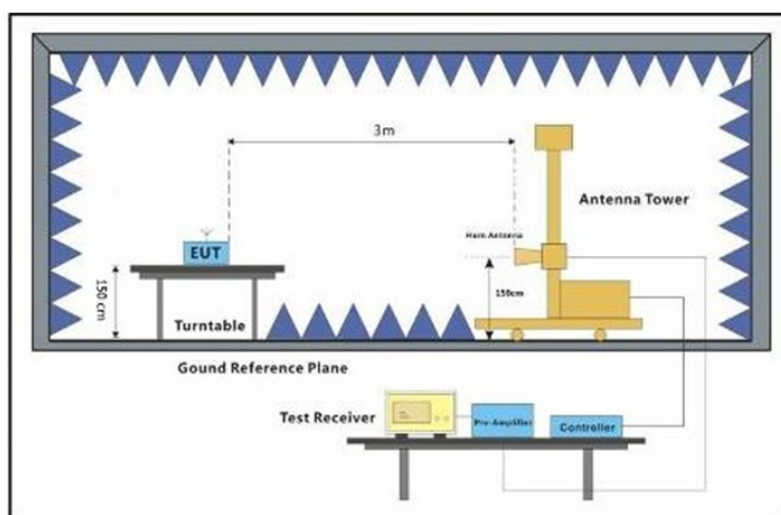 3m
Antenna Tower
Horn Antenna
EUT
150 cm
150cm
Turntable
Gound Reference Plane
Test Receiver
Pre-Amplifier
Controller